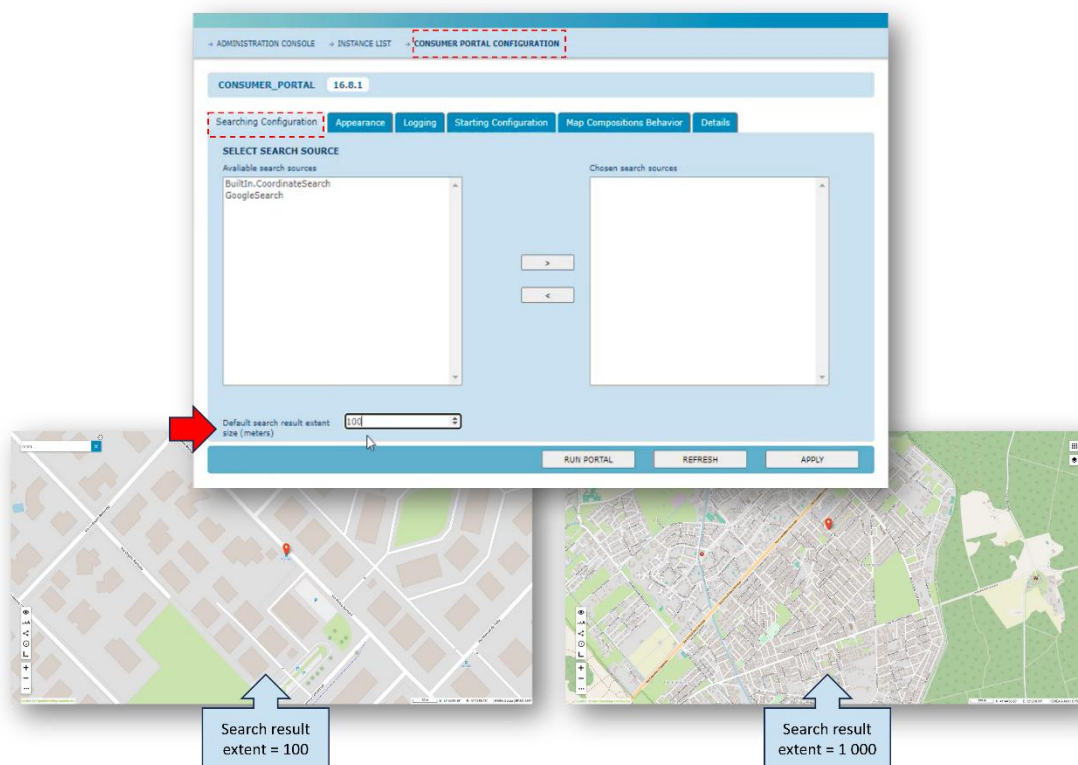 ADMINISTRATION CONSOLE INSTANCE LIST CONSUMER PORTAL CONFIGURATION
CONSUMER_PORTAL 16.8.1
Searching Configuration Appearance Logging Starting Configuration Map Compositions Behavior Details
SELECT SEARCH SOURCE
Avaliable search sources Chosen search sources
BuiltIn.CoordinateSearch
GoogleSearch
>
<
Default search result extent
size (meters)
100
RUN PORTAL REFRESH APPLY
Search result
extent = 100
Search result
extent = 1 000